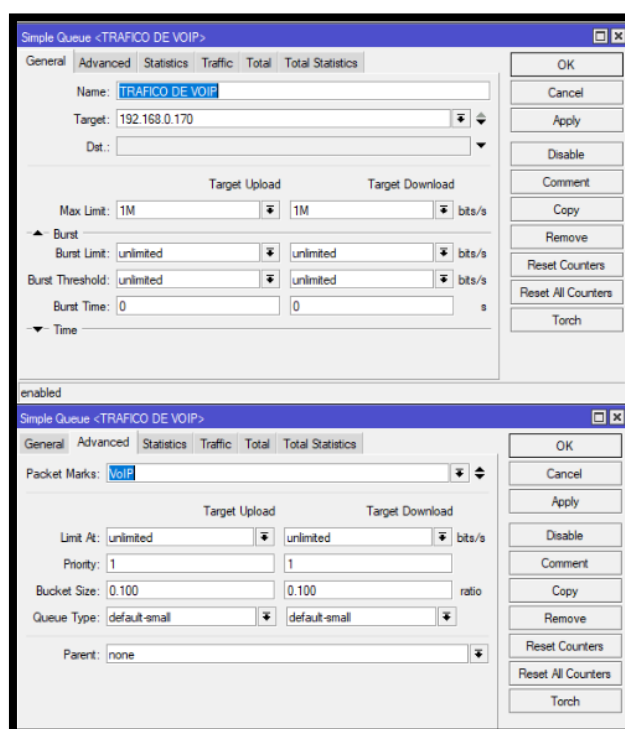 Simple Queue <TRAFICO DE VOIP>
General Advanced Statistics Traffic Total Total Statistics
OK
Name: TRAFICO DE VOIP
Cancel
Target: 192.168.0.170
Apply
Dst.:
Disable
Target Upload Target Download
Comment
Max Limit: 1M 1M bits/s
Copy
Burst
Remove
Burst Limit: unlimited unlimited bits/s
Reset Counters
Burst Threshold: unlimited unlimited bits/s
Reset All Counters
Burst Time: 0 0 s
Torch
Time
enabled
Simple Queue <TRAFICO DE VOIP>
General Advanced Statistics Traffic Total Total Statistics
OK
Packet Marks: VoIP
Cancel
Target Upload Target Download
Apply
Limit At: unlimited unlimited bits/s
Disable
Priority: 1 1
Comment
Bucket Size: 0.100 0.100 ratio
Copy
Queue Type: default-small default-small
Remove
Parent: none
Reset Counters
Reset All Counters
Torch